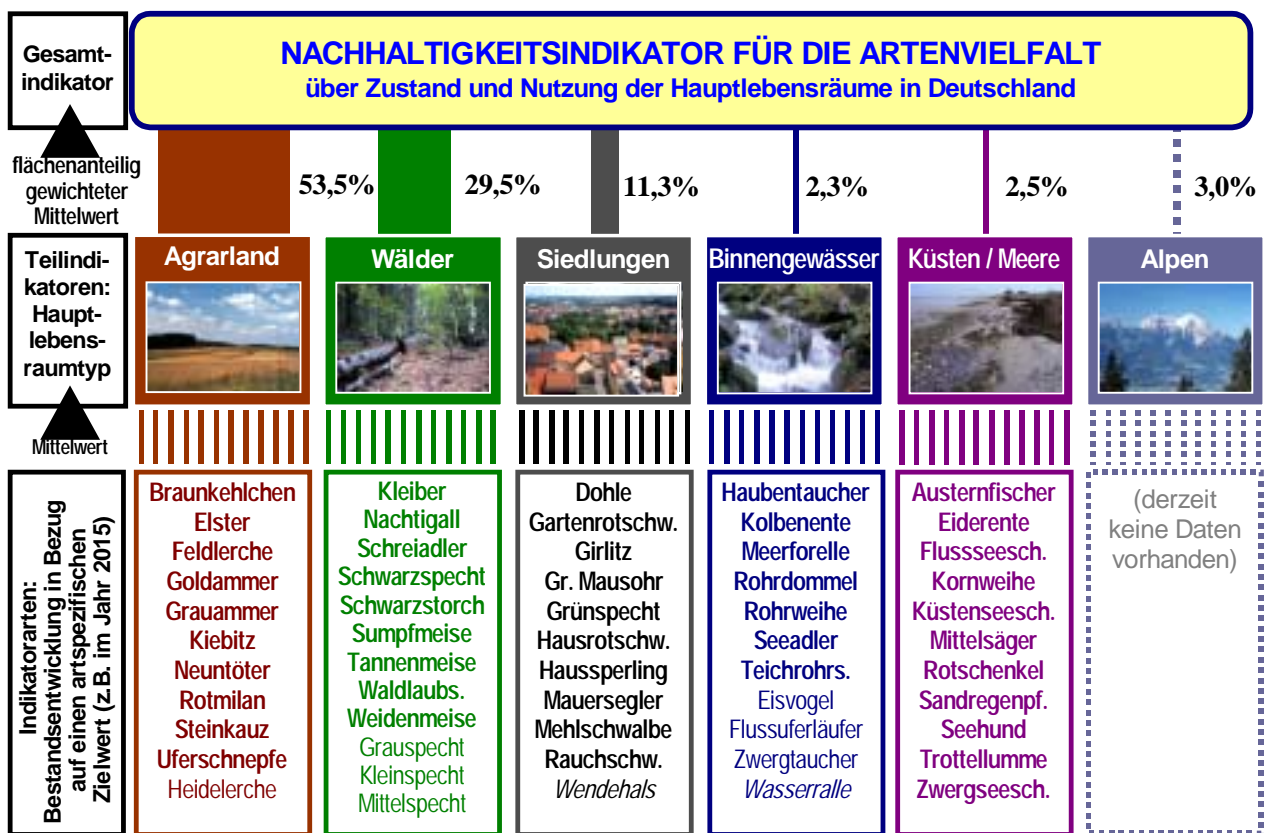 Gesamt-
indikator
NACHHALTIGKEITSINDIKATOR FÜR DIE ARTENVIELFALT
über Zustand und Nutzung der Hauptlebensräume in Deutschland
flächenanteilig
gewichteter
Mittelwert
53,5%
29,5%
11,3%
2,3%
2,5%
3,0%
Teilindi-
katoren:
Haupt-
lebens-
raumtyp
Agrarland
Wälder
Siedlungen
Binnengewässer
Küsten / Meere
Alpen
Mittelwert
Indikatorarten:
Bestandsentwicklung in Bezug
auf einen artspezifischen
Zielwert (z.B. im Jahr 2015)
Braunkehlchen
Elster
Feldlerche
Goldammer
Grauammer
Kiebitz
Neuntöter
Rotmilan
Steinkauz
Uferschnepfe
Heidelerche
Kleiber
Nachtigall
Schreiadler
Schwarzspecht
Schwarzstorch
Sumpfmeise
Tannenmeise
Waldlaubs.
Weidenmeise
Grauspecht
Kleinspecht
Mittelspecht
Dohle
Gartenrotschw.
Girlitz
Gr. Mausohr
Grünspecht
Hausrotschw.
Haussperling
Mauersegler
Mehlschwalbe
Rauchschw.
Wendehals
Haubentaucher
Kolbenente
Meerforelle
Rohrdommel
Rohrweihe
Seeadler
Teichrohrs.
Eisvogel
Flussuferläufer
Zwergtaucher
Wasserralle
Austernfischer
Eiderente
Flussseesch.
Kornweihe
Küstenseesch.
Mittelsäger
Rotschenkel
Sandregenpf.
Seehund
Trottellumme
Zwergseesch.
(derzeit
keine Daten
vorhanden)